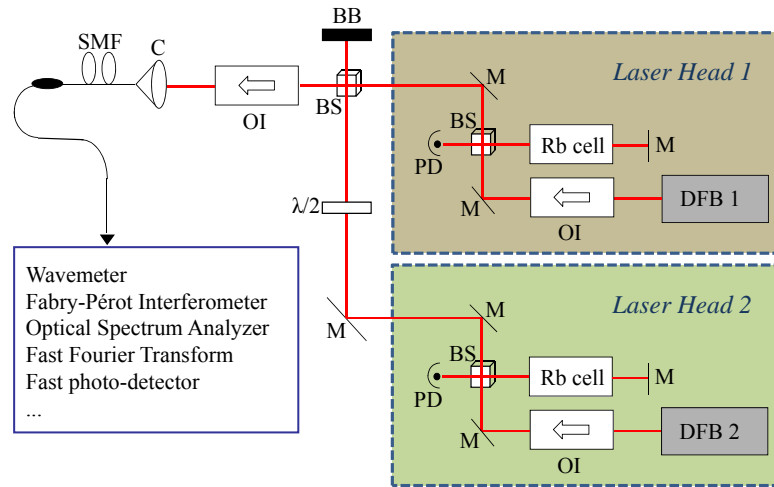 BB
SMF
C
OI
BS
M
Laser Head 1
BS
PD
Rb cell
M
M
OI
DFB 1
λ/2
M
Wavemeter
Fabry-Pérot Interferometer
Optical Spectrum Analyzer
Fast Fourier Transform
Fast photo-detector
...
M
Laser Head 2
BS
PD
Rb cell
M
M
OI
DFB 2